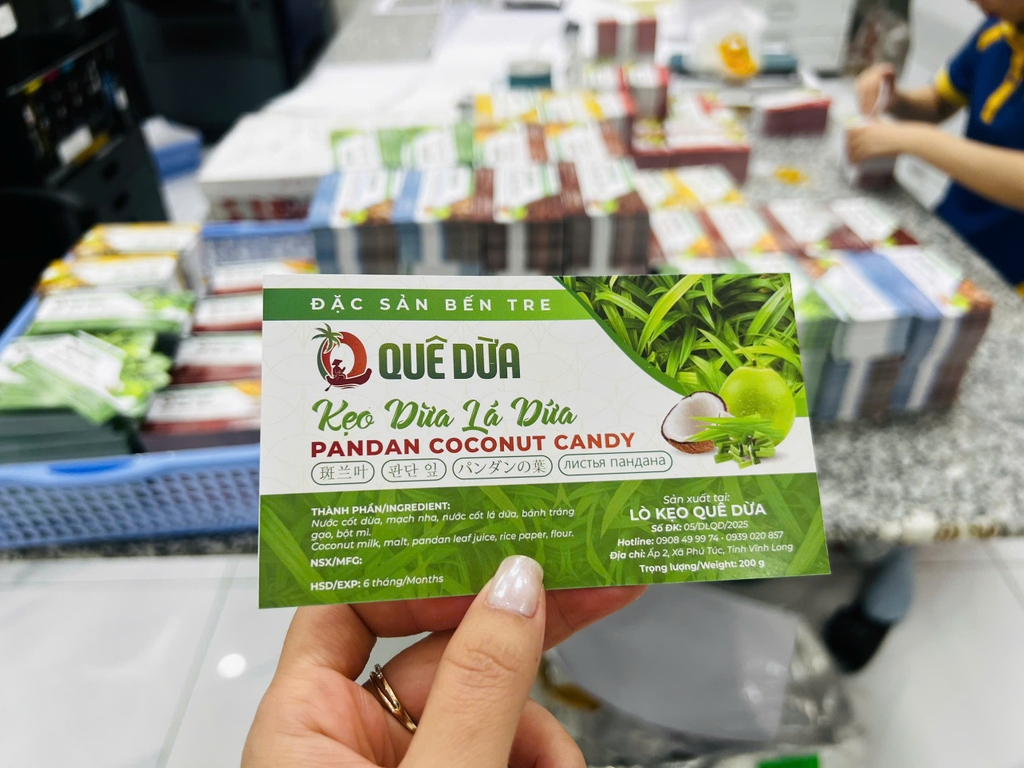 ĐẶC SẢN BẾN TRE
QUÊ DỪA
Kẹo Dừa Lá Dứa
PANDAN COCONUT CANDY
斑兰叶 판단 잎 パンダンの葉 листья пандана
THÀNH PHẦN/INGREDIENT:
Nước cốt dừa, mạch nha, nước cốt lá dứa, bánh tráng
gạo, bột mì.
Coconut milk, malt, pandan leaf juice, rice paper, flour.
NSX/MFG:
HSD/EXP: 6 tháng/Months
Sản xuất tại:
LÒ KẸO QUÊ DỪA
Số ĐK: 05/DLQD/2025
Hotline: 0908 49 99 74 - 0939 020 857
Địa chỉ: Ấp 2, Xã Phú Túc, Tỉnh Vĩnh Long
Trọng lượng/Weight: 200 g